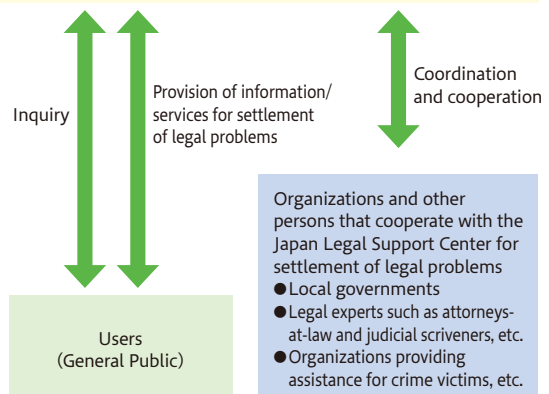 Inquiry
Provision of information/
services for settlement
of legal problems
Coordination
and cooperation
Users
(General Public)
Organizations and other
persons that cooperate with the
Japan Legal Support Center for
settlement of legal problems
●Local governments
●Legal experts such as attorneys-
at-law and judicial scriveners, etc.
●Organizations providing
assistance for crime victims, etc.